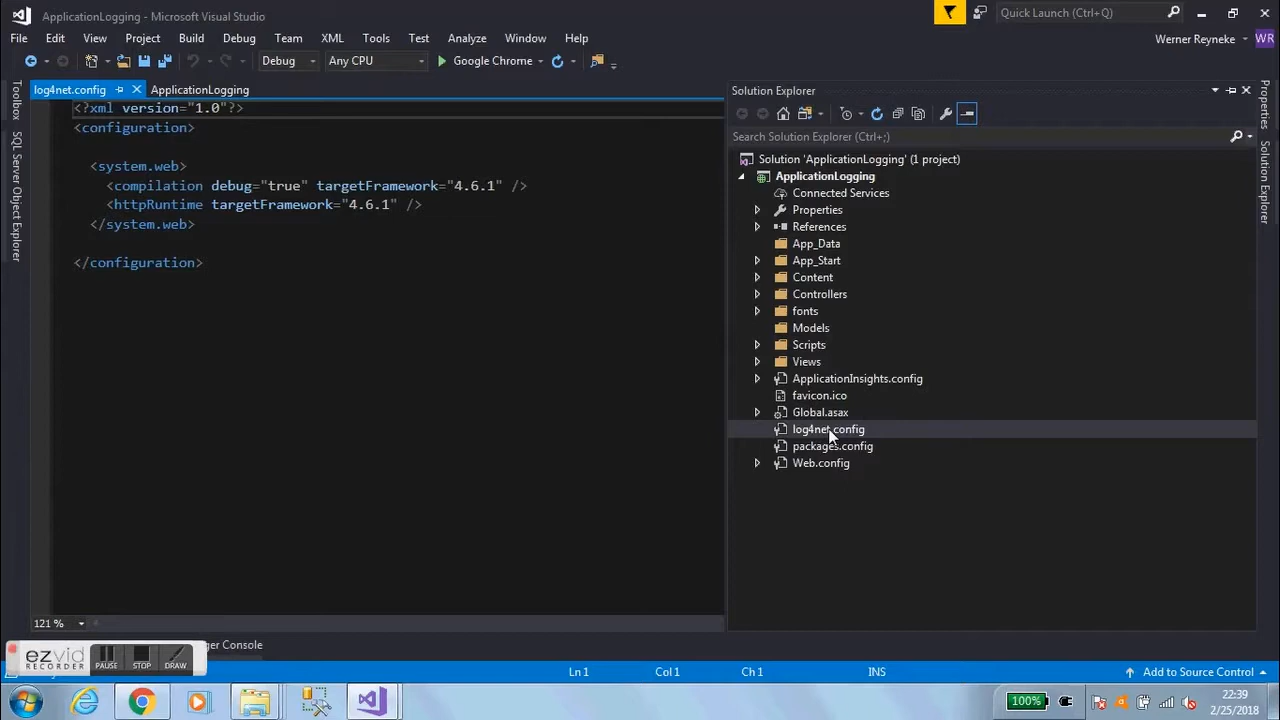 ApplicationLogging - Microsoft Visual Studio
Quick Launch (Ctrl+Q)
File Edit View Project Build Debug Team XML Tools Test Analyze Window Help
Werner Reyneke WR
Debug Any CPU Google Chrome
Toolbox
SQL Server Object Explorer
log4net.config ApplicationLogging
<?xml version="1.0"?>
<configuration>
<system.web>
<compilation debug="true" targetFramework="4.6.1" />
<httpRuntime targetFramework="4.6.1" />
</system.web>
</configuration>
121 %
Solution Explorer
Search Solution Explorer (Ctrl+;)
Solution 'ApplicationLogging' (1 project)
ApplicationLogging
Connected Services
Properties
References
App_Data
App_Start
Content
Controllers
fonts
Models
Scripts
Views
ApplicationInsights.config
favicon.ico
Global.asax
log4net.config
packages.config
Web.config
Properties
Solution Explorer
ger Console
ezvid
RECORDER
PAUSE STOP DRAW
Ln 1 Col 1 Ch 1 INS Add to Source Control
100%
22:39
2/25/2018